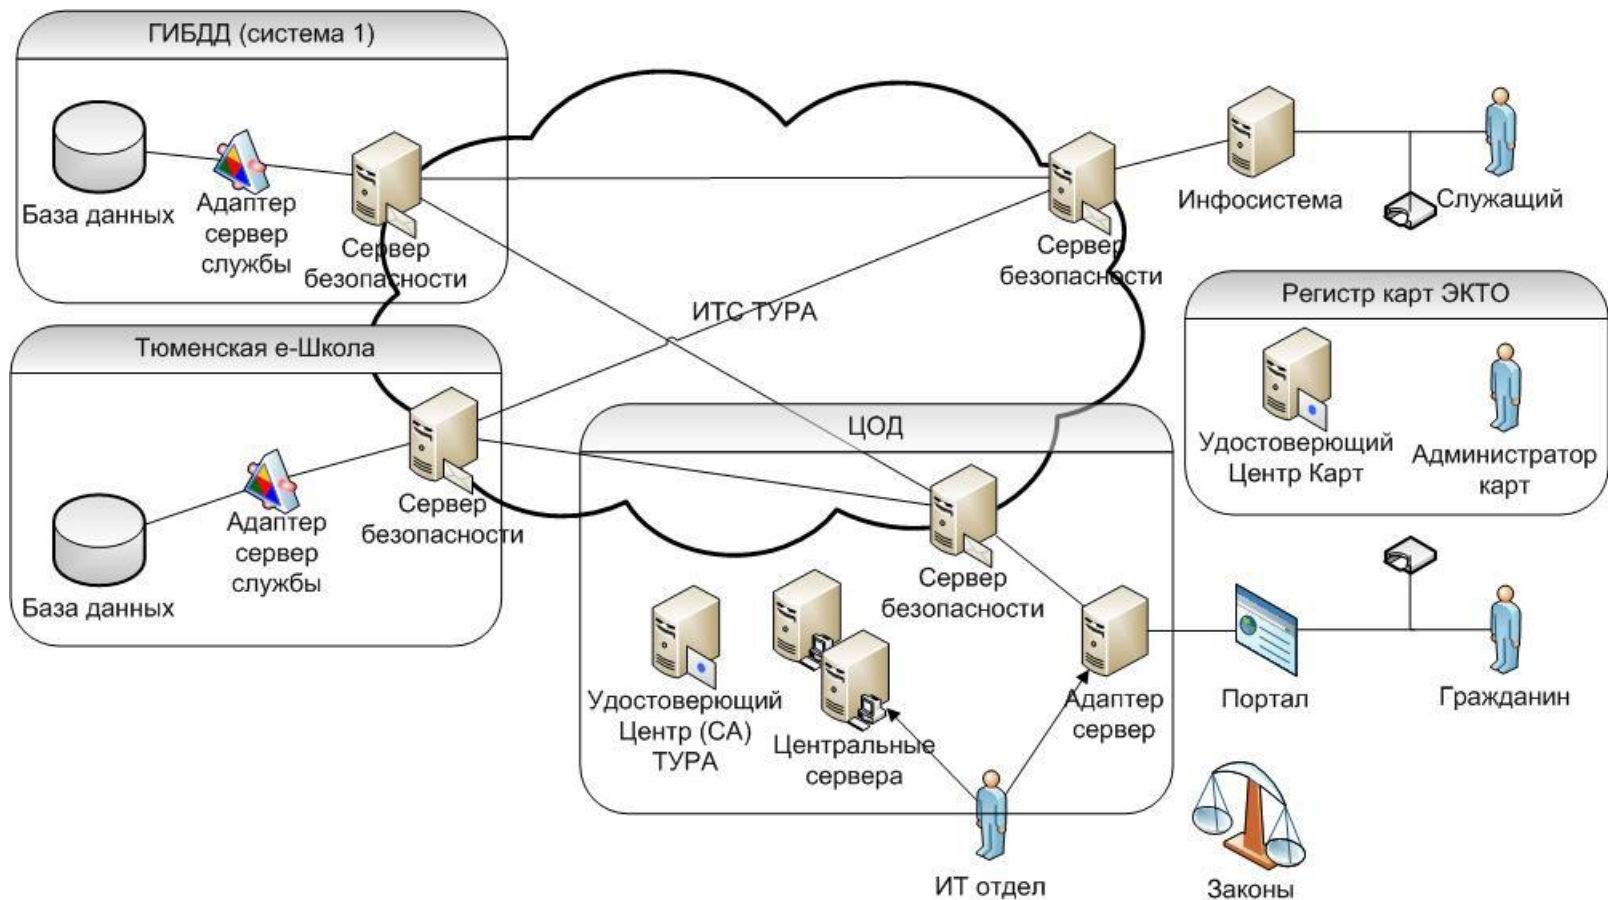 ГИБДД (система 1)
База данных
Адаптер
сервер
службы
Сервер
безопасности
Сервер
безопасности
Инфосистема
Служащий
ИТС ТУРА
Регистр карт ЭКТО
Удостоверяющий
Центр Карт
Администратор
карт
Тюменская е-Школа
База данных
Адаптер
сервер
службы
Сервер
безопасности
ЦОД
Сервер
безопасности
Удостоверяющий
Центр (СА)
ТУРА
Центральные
сервера
Адаптер
сервер
Портал
Гражданин
ИТ отдел
Законы